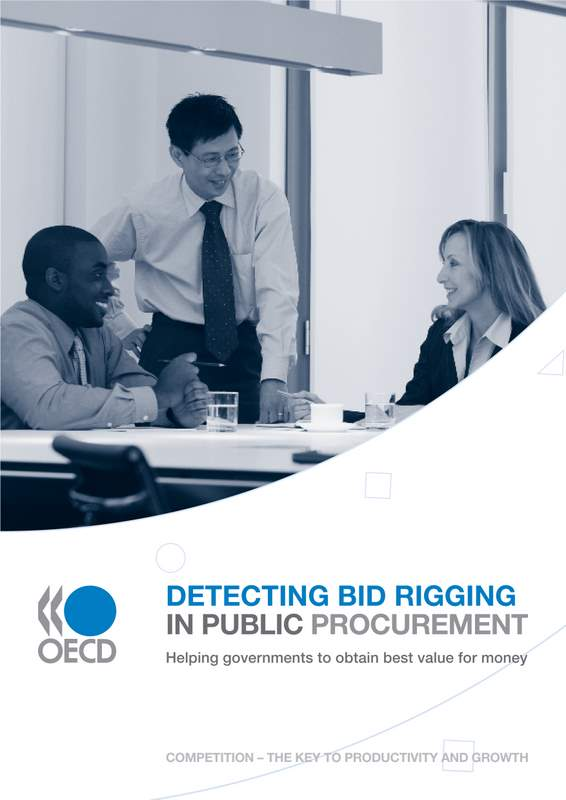 OECD
DETECTING BID RIGGING
IN PUBLIC PROCUREMENT
Helping governments to obtain best value for money
COMPETITION – THE KEY TO PRODUCTIVITY AND GROWTH